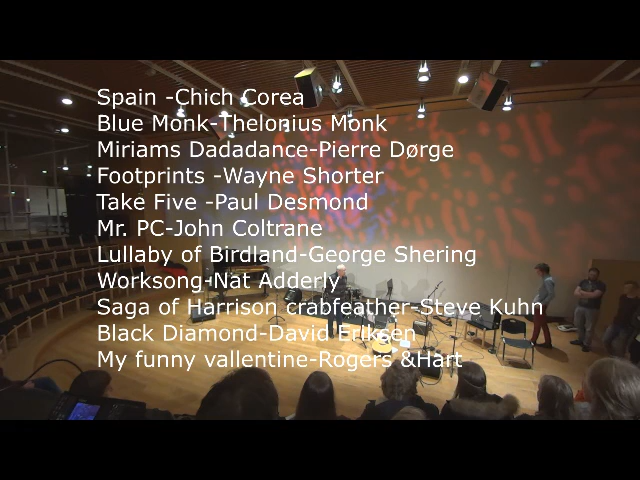 Spain -Chich Corea
Blue Monk-Thelonius Monk
Miriams Dadadance-Pierre Dørge
Footprints -Wayne Shorter
Take Five -Paul Desmond
Mr. PC-John Coltrane
Lullaby of Birdland-George Shering
Worksong-Nat Adderly
Saga of Harrison crabfeather-Steve Kuhn
Black Diamond-David Eriksen
My funny vallentine-Rogers &Hart